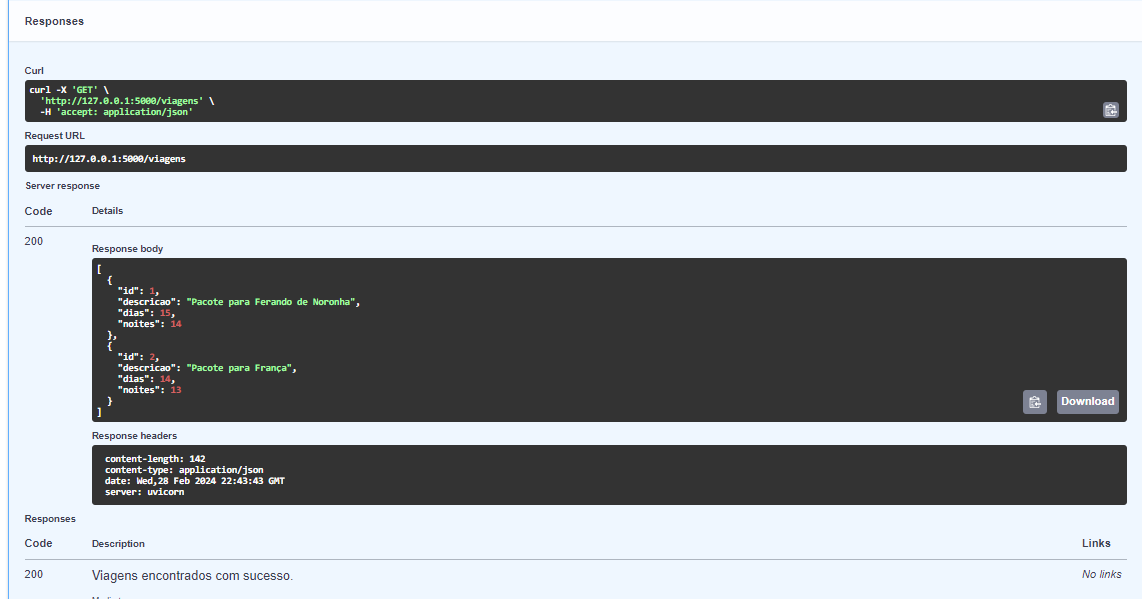 Responses
Curl
curl -X 'GET' \
'http://127.0.0.1:5000/viagens' \
-H 'accept: application/json'
Request URL
http://127.0.0.1:5000/viagens
Server response
Code Details
200
Response body
[
{
"id": 1,
"descricao": "Pacote para Ferando de Noronha",
"dias": 15,
"noites": 14
},
{
"id": 2,
"descricao": "Pacote para França",
"dias": 14,
"noites": 13
}
]
Download
Response headers
content-length: 142
content-type: application/json
date: Wed,28 Feb 2024 22:43:43 GMT
server: uvicorn
Responses
Code Description Links
200 Viagens encontrados com sucesso. No links